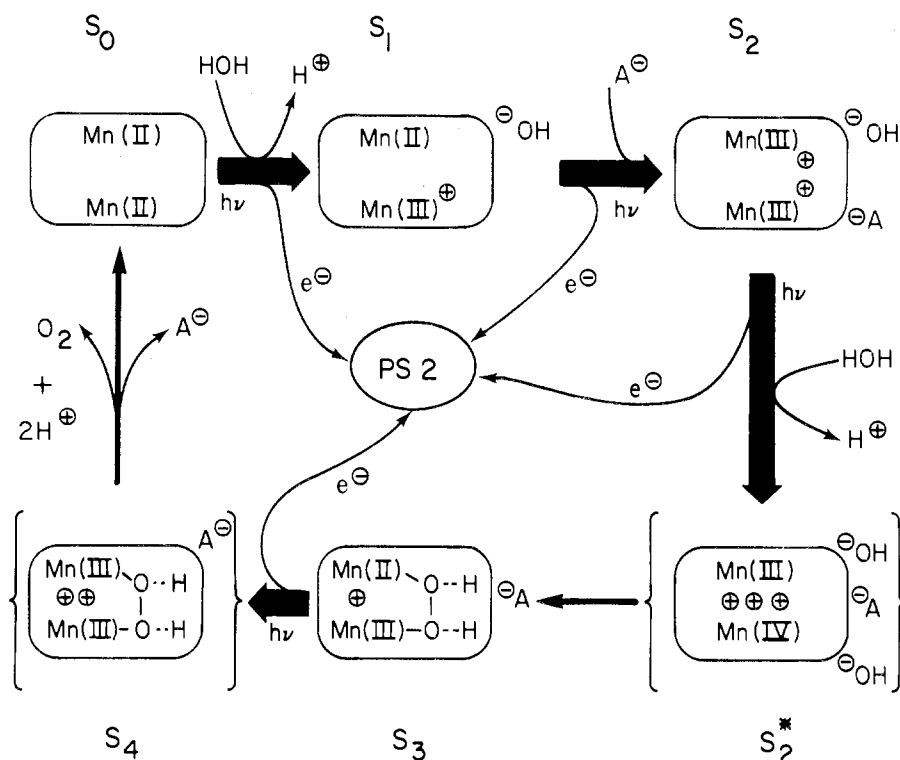 S₀
S₁
S₂
HOH
H⊕
A⊖
Mn (II)
Mn (II)
hν
Mn (II)
Mn (III)⊕
⊖OH
hν
Mn(III)
⊕
⊕
Mn(III)
⊖OH
⊖A
e⊖
e⊖
hν
O₂
+
2H⊕
A⊖
PS 2
e⊖
HOH
H⊕
e⊖
Mn(III)
⊕⊕
Mn(III)-O--H
O--H
A⊖
hν
Mn(II)
⊕
Mn(III)-O--H
O--H
⊖A
Mn(III)
⊕⊕⊕
Mn(IV)
⊖OH
⊖A
⊖OH
S₄
S₃
S₂*